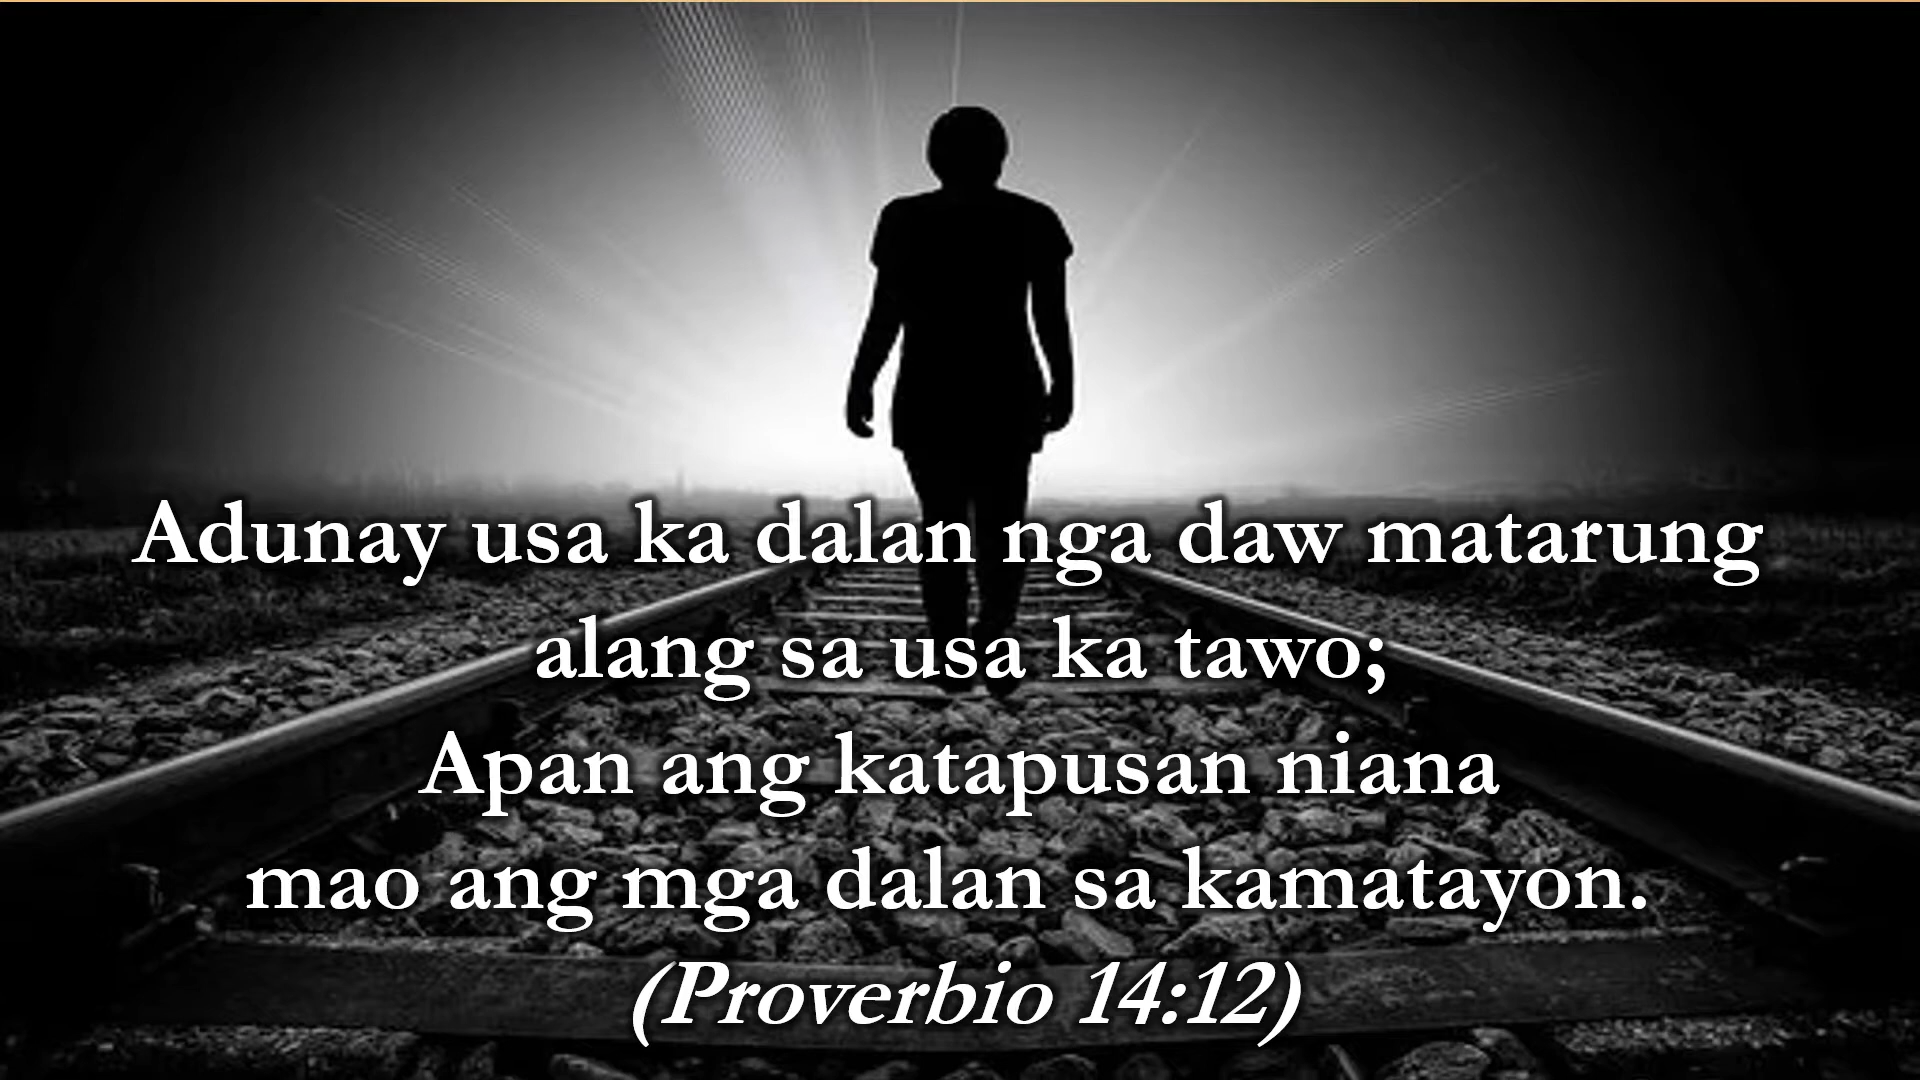 Adunay usa ka dalan nga daw matarung
alang sa usa ka tawo;
Apan ang katapusan niana
mao ang mga dalan sa kamatayon.
(Proverbio 14:12)